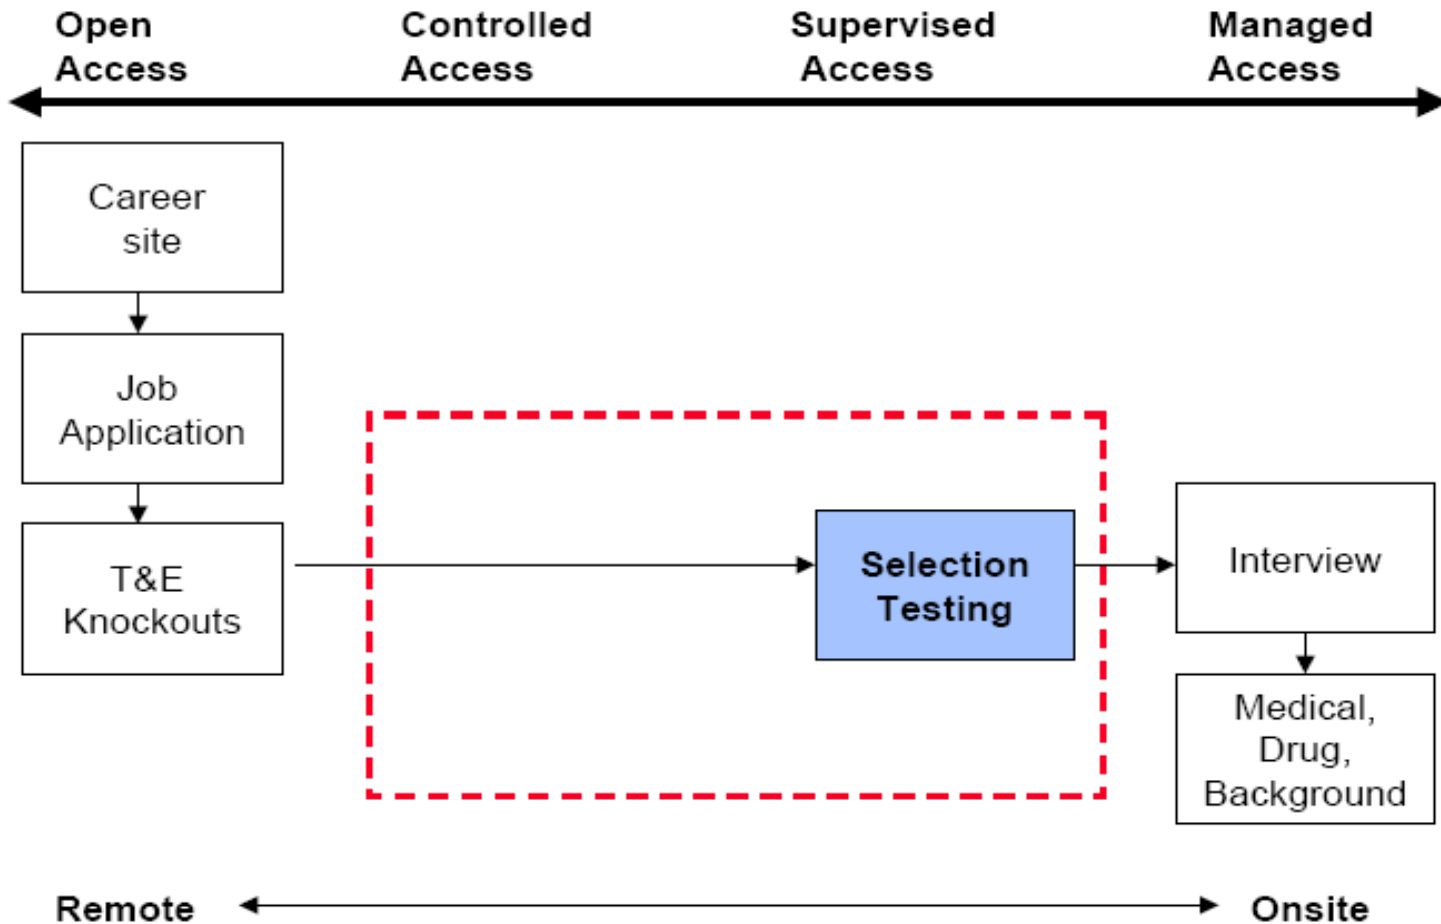 Open
Access
Controlled
Access
Supervised
Access
Managed
Access
Career
site
Job
Application
T&E
Knockouts
Selection
Testing
Interview
Medical,
Drug,
Background
Remote
Onsite